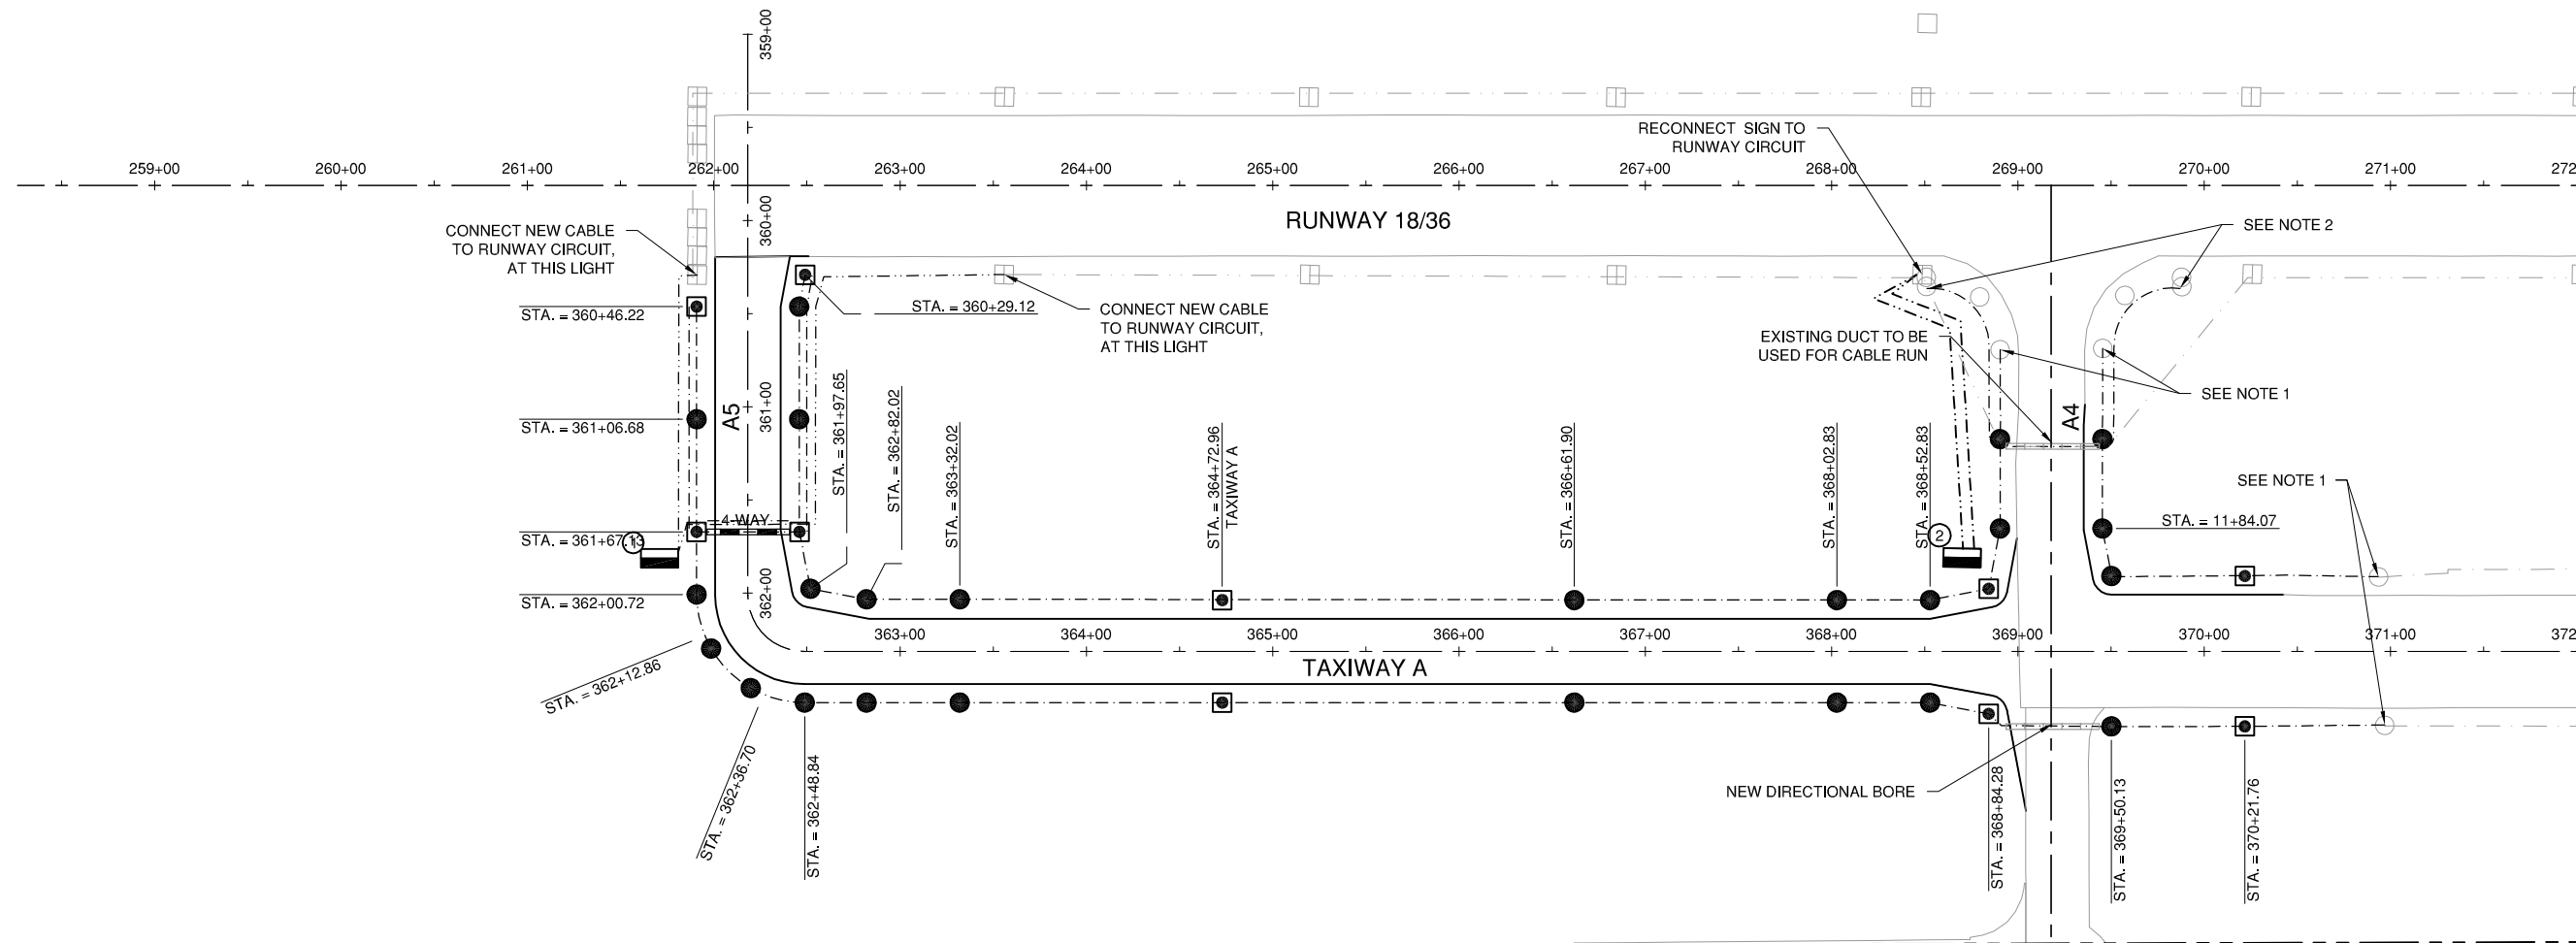 359+00
RECONNECT SIGN TO
RUNWAY CIRCUIT
259+00 260+00 261+00 262+00 263+00 264+00 265+00 266+00 267+00 268+00 269+00 270+00 271+00 272
360+00
RUNWAY 18/36
CONNECT NEW CABLE
TO RUNWAY CIRCUIT,
AT THIS LIGHT
SEE NOTE 2
STA. = 360+46.22
STA. = 360+29.12
CONNECT NEW CABLE
TO RUNWAY CIRCUIT,
AT THIS LIGHT
EXISTING DUCT TO BE
USED FOR CABLE RUN
SEE NOTE 1
A5
361+00
A4
STA. = 361+06.68
STA. = 361+97.65
STA. = 362+82.02
STA. = 363+32.02
STA. = 364+72.96
TAXIWAY A
STA. = 366+61.90
STA. = 368+02.83
STA. = 368+52.83
SEE NOTE 1
STA. = 11+84.07
4-WAY
STA. = 361+67.13
1
2
STA. = 362+00.72
362+00
363+00 364+00 365+00 366+00 367+00 368+00 369+00 370+00 371+00 372
TAXIWAY A
STA. = 362+12.86
STA. = 362+36.70
STA. = 362+48.84
NEW DIRECTIONAL BORE
STA. = 368+84.28
STA. = 369+50.13
STA. = 370+21.76